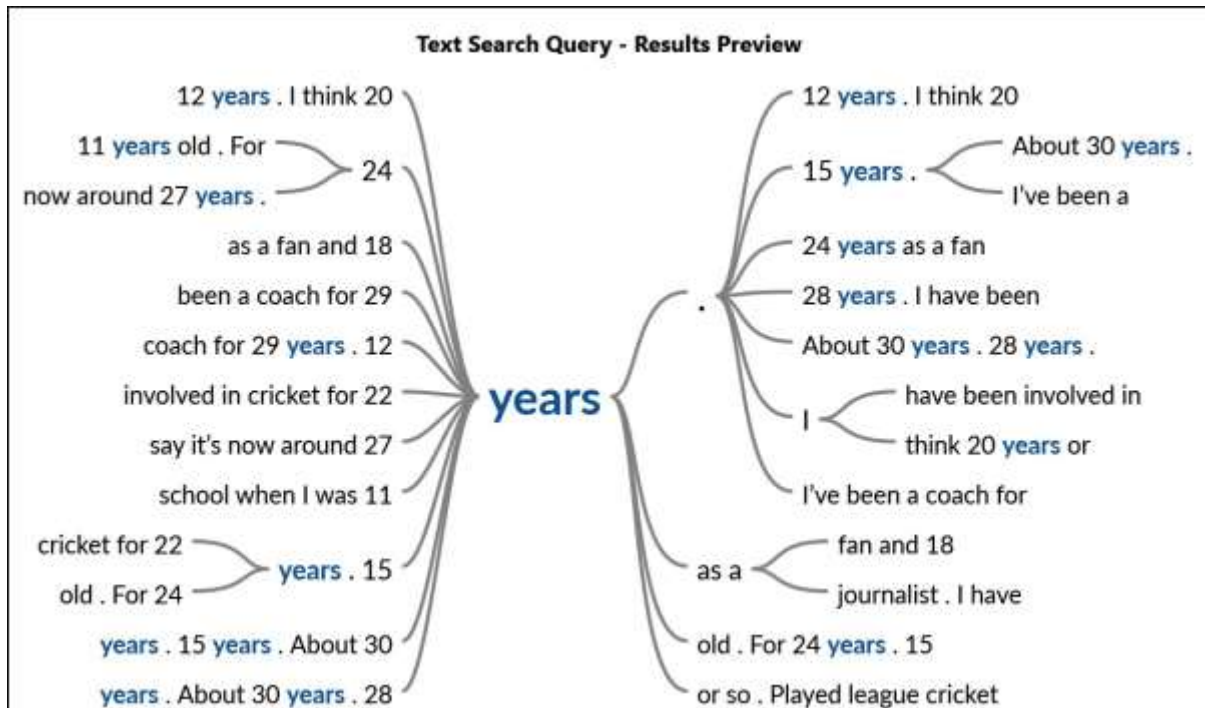 Text Search Query - Results Preview
12 years . I think 20
11 years old . For
now around 27 years .
24
as a fan and 18
been a coach for 29
coach for 29 years . 12
involved in cricket for 22
say it's now around 27
school when I was 11
cricket for 22
old . For 24
years . 15
years . 15 years . About 30
years . About 30 years . 28
years
.
12 years . I think 20
15 years .
About 30 years .
I've been a
24 years as a fan
28 years . I have been
About 30 years . 28 years .
I
have been involved in
think 20 years or
I've been a coach for
as a
fan and 18
journalist . I have
old . For 24 years . 15
or so . Played league cricket